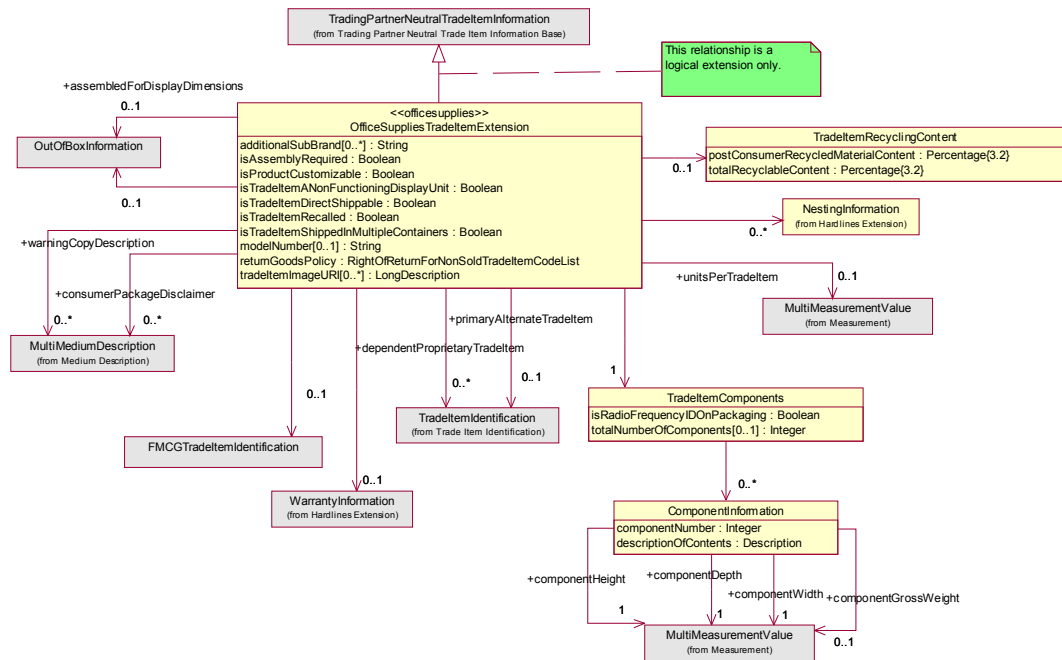 TradingPartnerNeutralTradeItemInformation
(from Trading Partner Neutral Trade Item Information Base)
This relationship is a
logical extension only.
+assembledForDisplayDimensions
0..1
OutOfBoxInformation
0..1
<<officesupplies>>
OfficeSuppliesTradeItemExtension
additionalSubBrand[0..*] : String
isAssemblyRequired : Boolean
isProductCustomizable : Boolean
isTradeItemANonFunctioningDisplayUnit : Boolean
isTradeItemDirectShippable : Boolean
isTradeItemRecalled : Boolean
isTradeItemShippedInMultipleContainers : Boolean
modelNumber[0..1] : String
returnGoodsPolicy : RightOfReturnForNonSoldTradeItemCodeList
tradeItemImageURI[0..*] : LongDescription
TradeItemRecyclingContent
postConsumerRecycledMaterialContent : Percentage{3.2}
totalRecyclableContent : Percentage{3.2}
0..1
NestingInformation
(from Hardlines Extension)
0..*
+warningCopyDescription
+consumerPackageDisclaimer
0..*
0..*
MultiMediumDescription
(from Medium Description)
+unitsPerTradeItem
0..1
MultiMeasurementValue
(from Measurement)
+primaryAlternateTradeItem
+dependentProprietaryTradeItem
0..1
0..*
0..1
1
FMCGTradeItemIdentification
TradeItemIdentification
(from Trade Item Identification)
0..1
WarrantyInformation
(from Hardlines Extension)
TradeItemComponents
isRadioFrequencyIDOnPackaging : Boolean
totalNumberOfComponents[0..1] : Integer
0..*
ComponentInformation
componentNumber : Integer
descriptionOfContents : Description
+componentHeight
+componentDepth
+componentWidth
+componentGrossWeight
1
1
1
0..1
MultiMeasurementValue
(from Measurement)